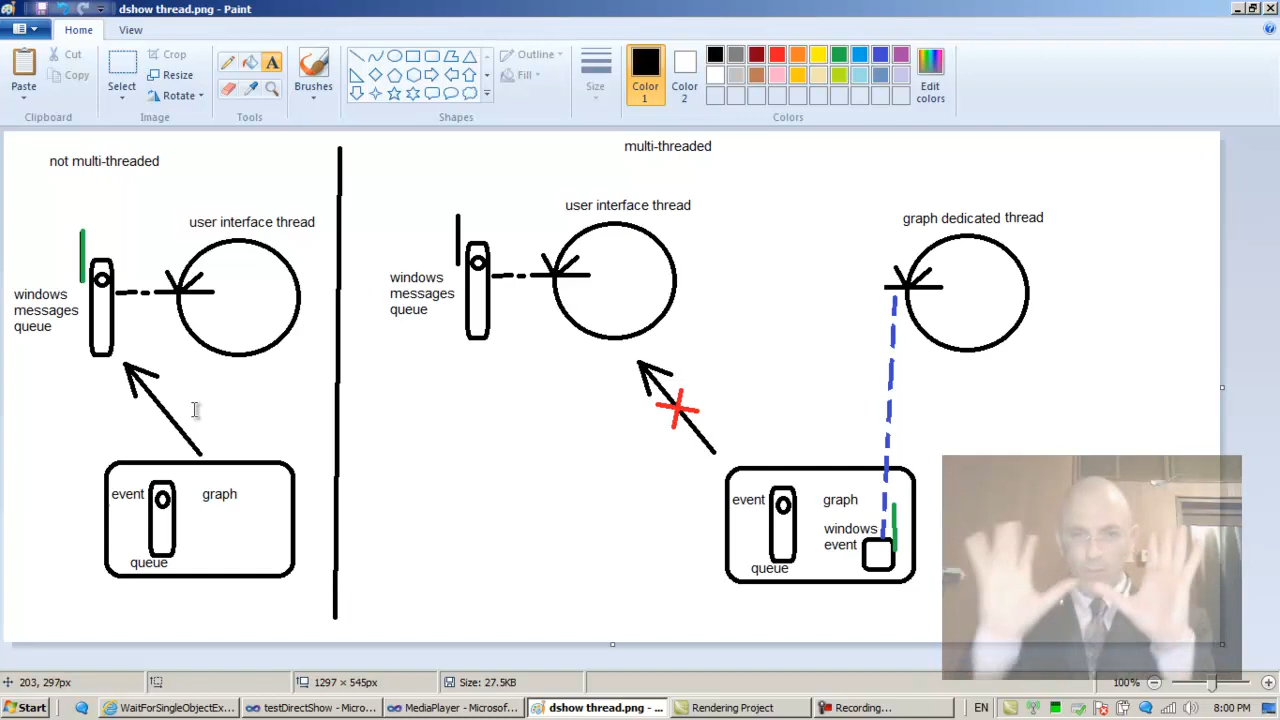 dshow thread.png - Paint
Home
View
Paste
Cut
Copy
Clipboard
Select
Crop
Resize
Rotate
Image
Tools
Brushes
Shapes
Outline
Fill
Size
Color
1
Color
2
Edit
colors
Colors
not multi-threaded
multi-threaded
user interface thread
user interface thread
graph dedicated thread
windows
messages
queue
windows
messages
queue
event
graph
queue
event
graph
windows
event
queue
203, 297px
1297 x 545px
Size: 27.5KB
100%
Start
WaitForSingleObjectEx...
testDirectShow - Micro...
MediaPlayer - Microsof...
dshow thread.png - ...
Rendering Project
Recording...
EN
8:00 PM